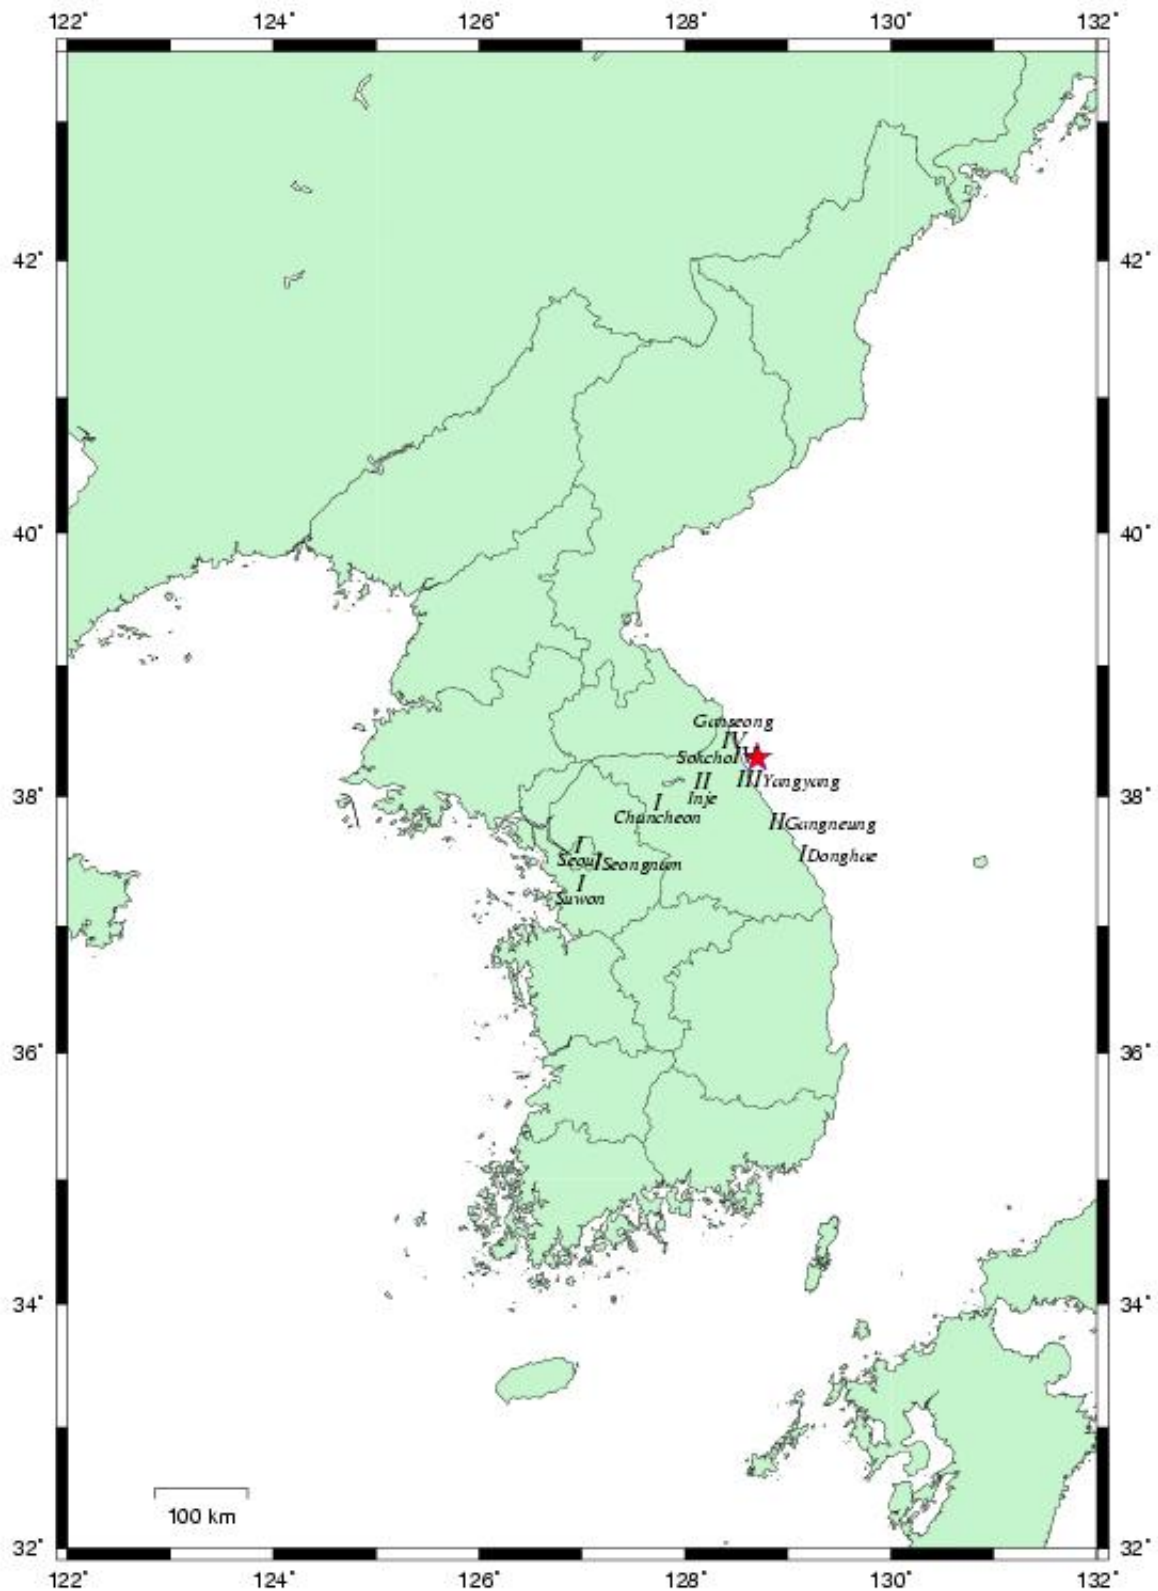 122° 124° 126° 128° 130° 132°
42° 42°
40° 40°
Ganseong
IV
Sokcho IV
II III Yangyang
38° Inje 38°
I
Chuncheon II Gangneung
I I Donghae
Seoul I Seongnam
I
Suwon
36° 36°
34° 34°
100 km
32° 32°
122° 124° 126° 128° 130° 132°